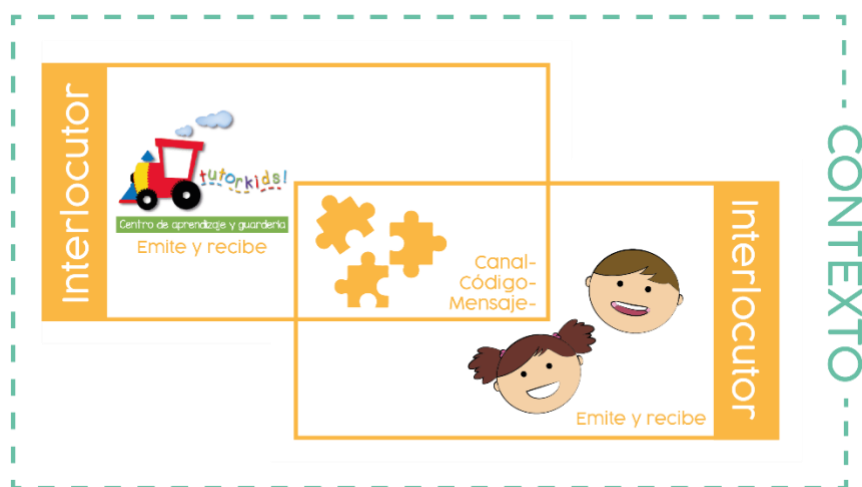 Interlocutor
tutorkids!
Centro de aprendizaje y guardería
Emite y recibe
Canal-
Código-
Mensaje-
Emite y recibe
Interlocutor
CONTEXTO